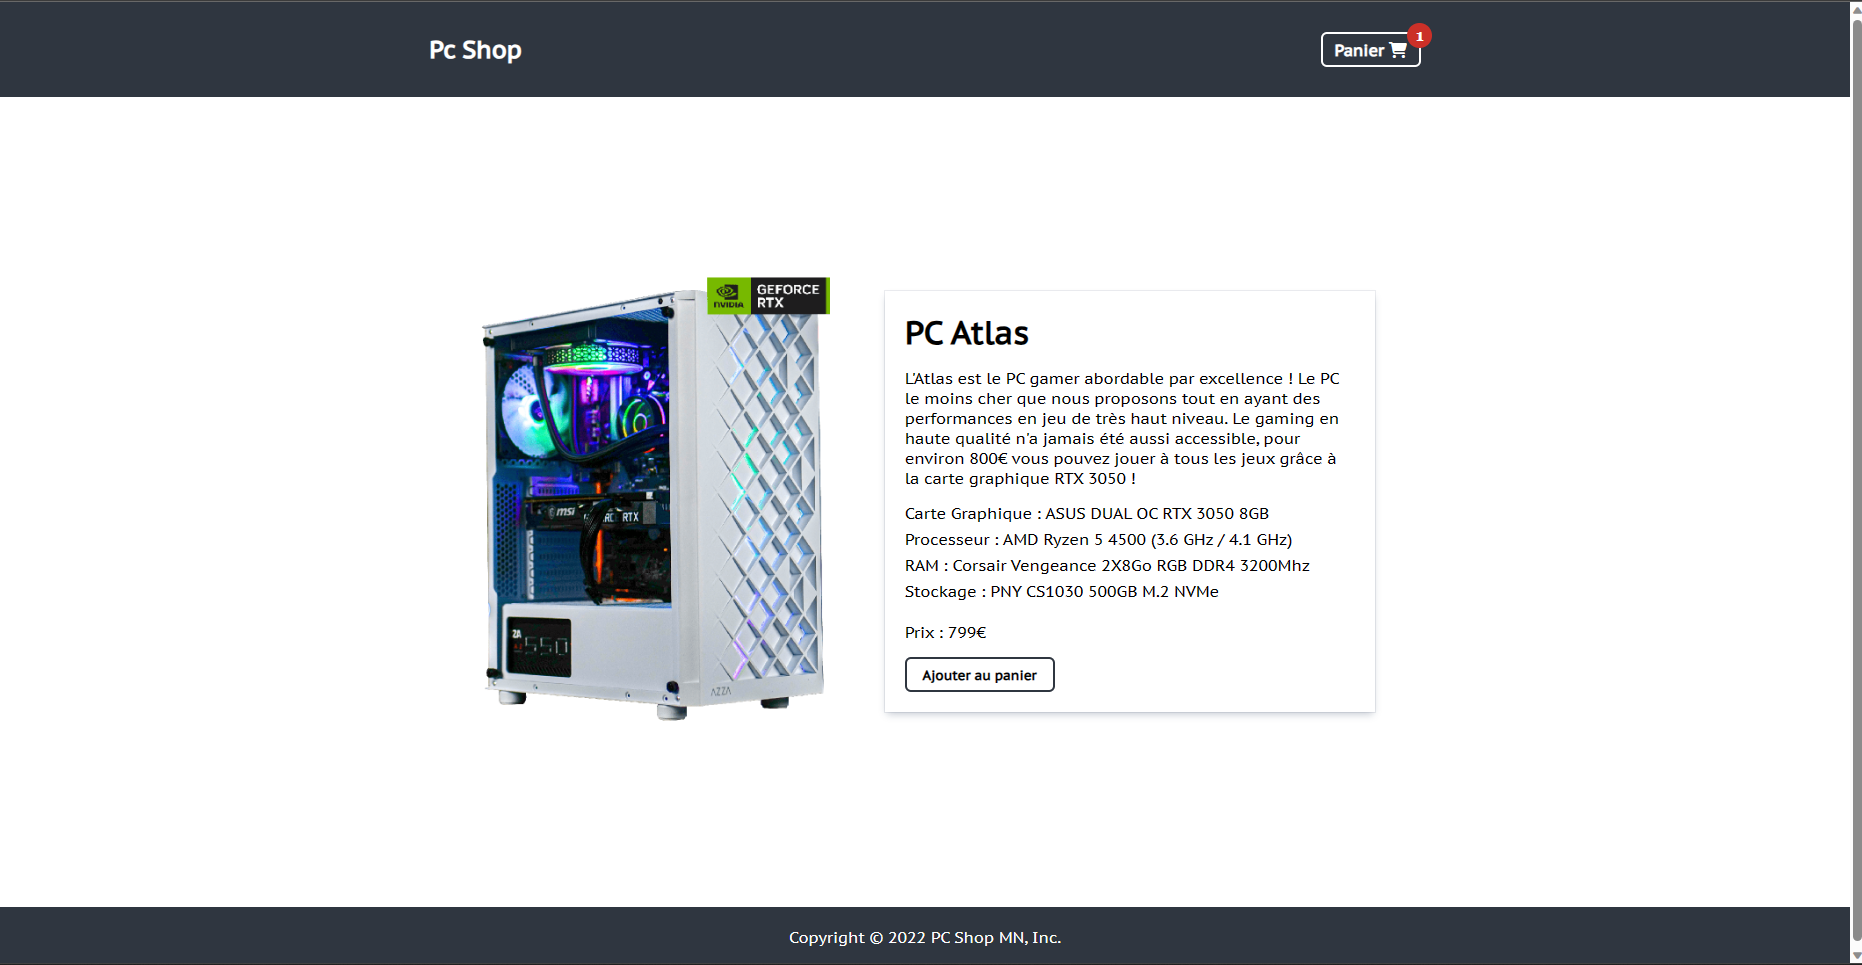 Pc Shop
Panier
1
NVIDIA
GEFORCE
RTX
PC Atlas
L'Atlas est le PC gamer abordable par excellence ! Le PC
le moins cher que nous proposons tout en ayant des
performances en jeu de très haut niveau. Le gaming en
haute qualité n'a jamais été aussi accessible, pour
environ 800€ vous pouvez jouer à tous les jeux grâce à
la carte graphique RTX 3050 !
Carte Graphique : ASUS DUAL OC RTX 3050 8GB
Processeur : AMD Ryzen 5 4500 (3.6 GHz / 4.1 GHz)
RAM : Corsair Vengeance 2X8Go RGB DDR4 3200Mhz
Stockage : PNY CS1030 500GB M.2 NVMe
Prix : 799€
Ajouter au panier
msi
RTX
550
AZZA
Copyright © 2022 PC Shop MN, Inc.